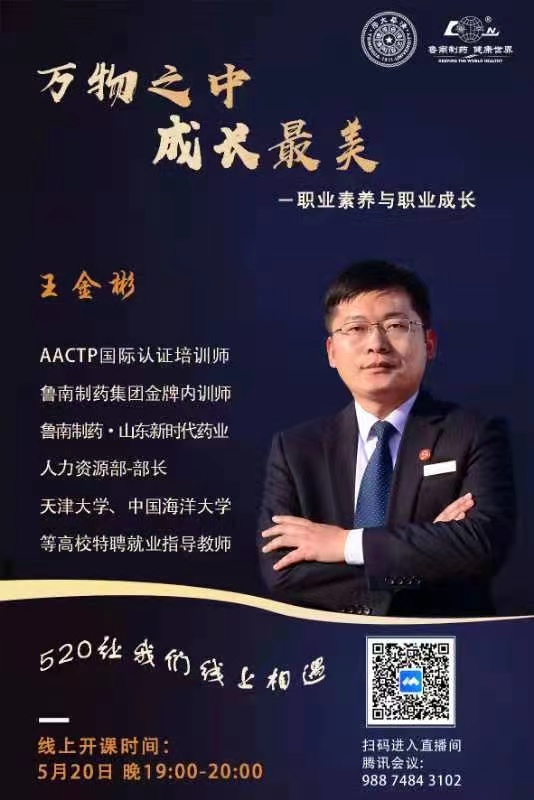 鲁南制药 健康世界
KEEPING THE WORLD HEALTHY
万物之中
成长最美
—职业素养与职业成长
王金彬
AACTP国际认证培训师
鲁南制药集团金牌内训师
鲁南制药·山东新时代药业
人力资源部-部长
天津大学、中国海洋大学
等高校特聘就业指导教师
520让我们线上相遇
线上开课时间：
5月20日 晚19:00-20:00
扫码进入直播间
腾讯会议：
988 7484 3102